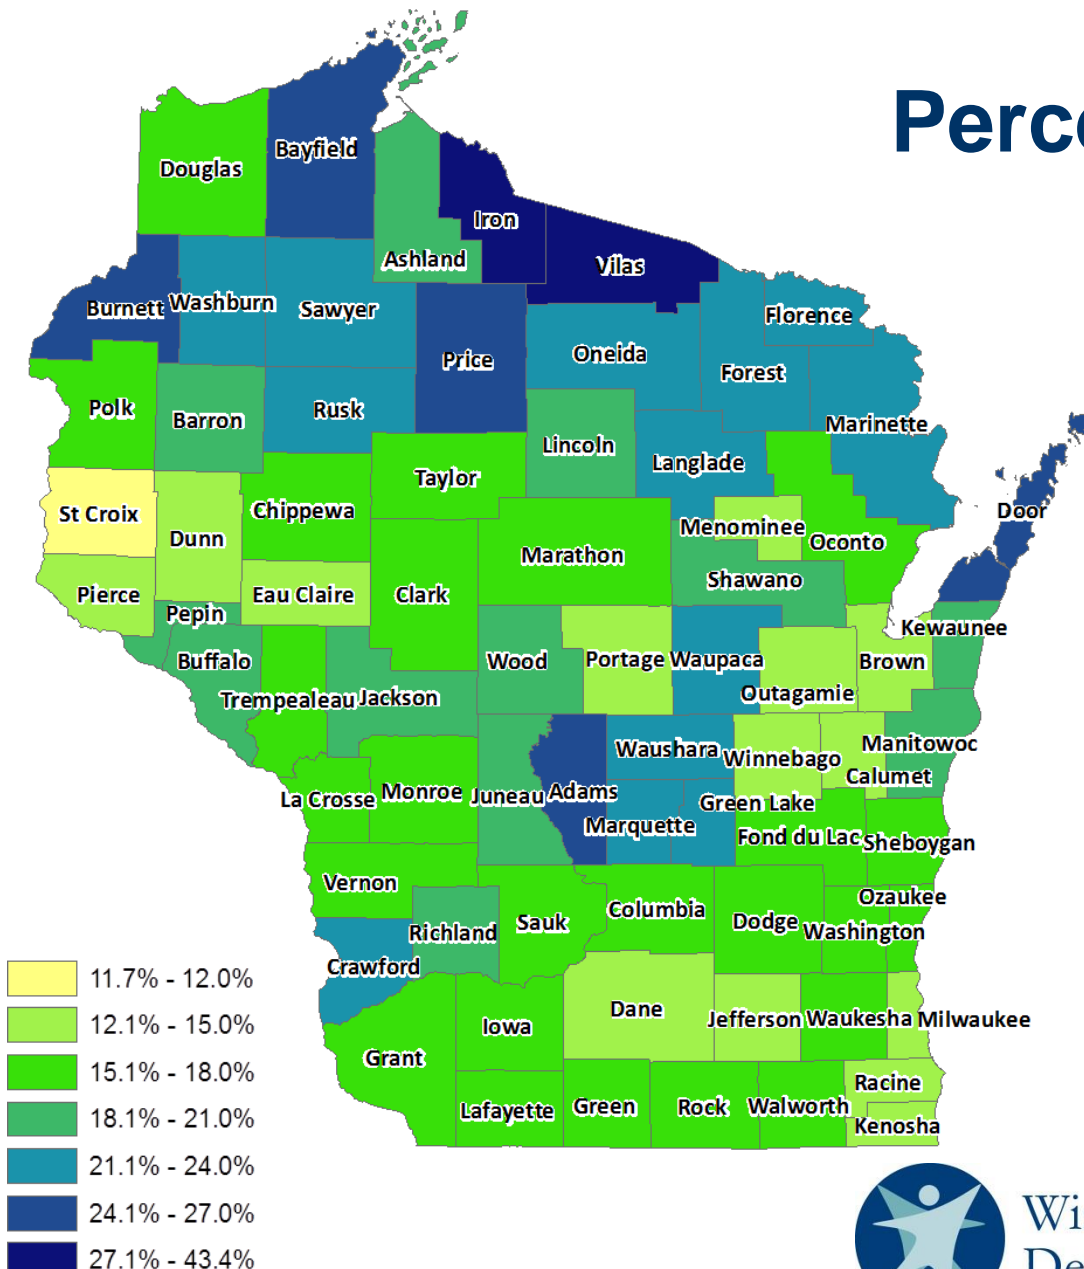 Perce
Bayfield
Douglas
Iron
Ashland
Vilas
Burnett
Washburn
Sawyer
Florence
Price
Oneida
Forest
Polk
Barron
Rusk
Marinette
Lincoln
Langlade
Taylor
St Croix
Chippewa
Door
Dunn
Menominee
Oconto
Marathon
Shawano
Pierce
Eau Claire
Clark
Pepin
Kewaunee
Buffalo
Wood
Portage
Waupaca
Brown
Outagamie
Trempealeau
Jackson
Waushara
Winnebago
Manitowoc
Calumet
La Crosse
Monroe
Juneau
Adams
Green Lake
Marquette
Fond du Lac
Sheboygan
Vernon
Ozaukee
Columbia
Richland
Sauk
Dodge
Washington
Crawford
Dane
Jefferson
Waukesha
Milwaukee
Iowa
Grant
Racine
Lafayette
Green
Rock
Walworth
Kenosha
11.7% - 12.0%
12.1% - 15.0%
15.1% - 18.0%
18.1% - 21.0%
21.1% - 24.0%
24.1% - 27.0%
27.1% - 43.4%
Wi
De